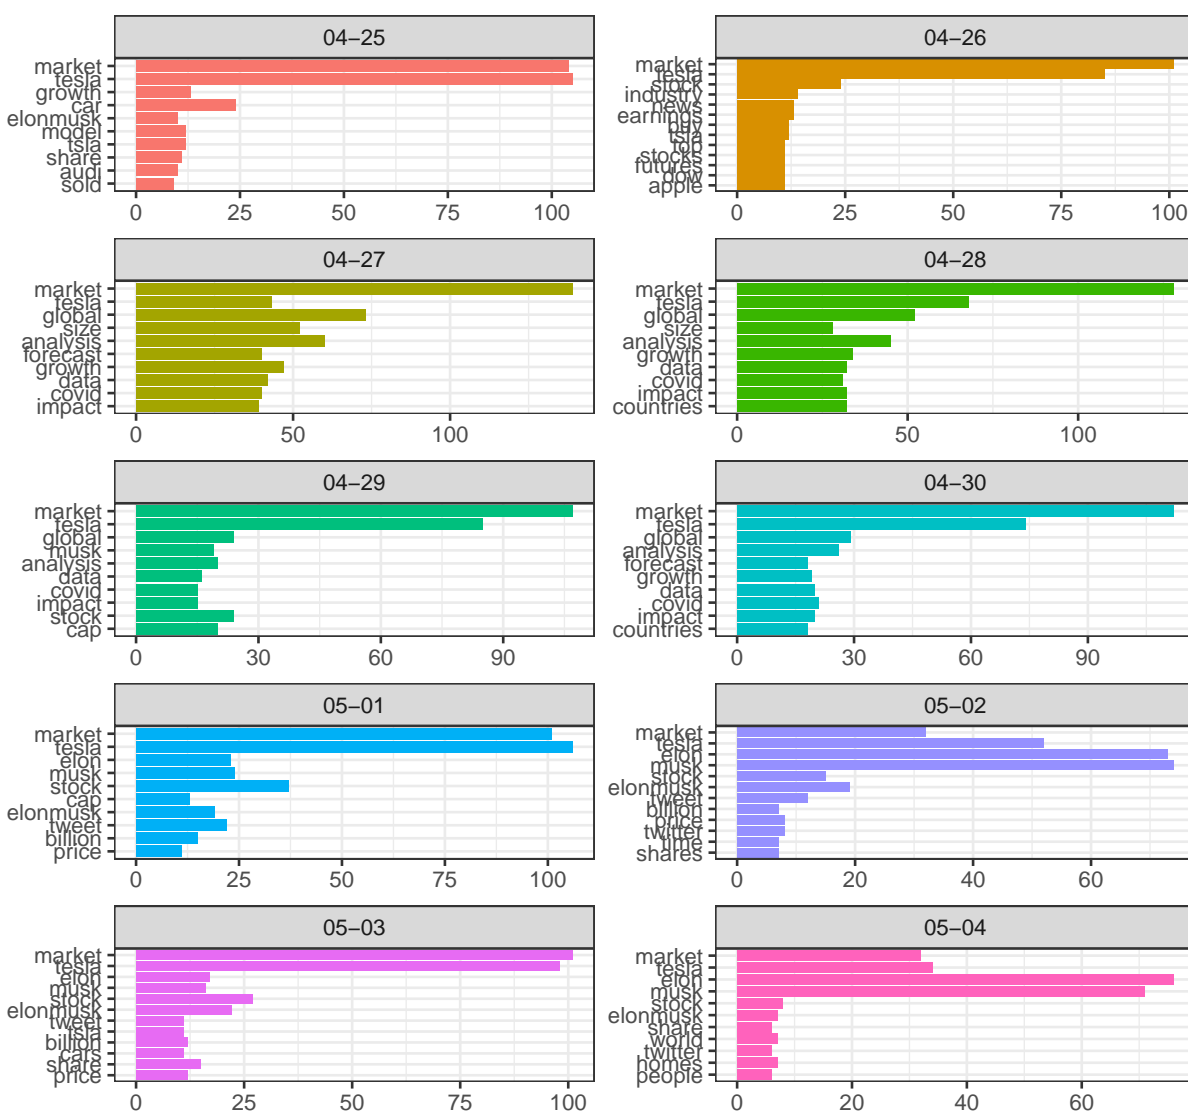 04−25
market
tesla
growth
car
elonmusk
model
tsla
share
audi
sold
0 25 50 75 100
04−26
market
tesla
stock
industry
news
earnings
buy
tsla
top
stocks
futures
dow
apple
0 25 50 75 100
04−27
market
tesla
global
size
analysis
forecast
growth
data
covid
impact
0 50 100
04−28
market
tesla
global
size
analysis
growth
data
covid
impact
countries
0 50 100
04−29
market
tesla
global
musk
analysis
data
covid
impact
stock
cap
0 30 60 90
04−30
market
tesla
global
analysis
forecast
growth
data
covid
impact
countries
0 30 60 90
05−01
market
tesla
elon
musk
stock
cap
elonmusk
tweet
billion
price
0 25 50 75 100
05−02
market
tesla
elon
musk
stock
elonmusk
tweet
billion
price
twitter
time
shares
0 20 40 60
05−03
market
tesla
elon
musk
stock
elonmusk
tweet
tsla
billion
cars
share
price
0 25 50 75 100
05−04
market
tesla
elon
musk
stock
elonmusk
share
world
twitter
homes
people
0 20 40 60